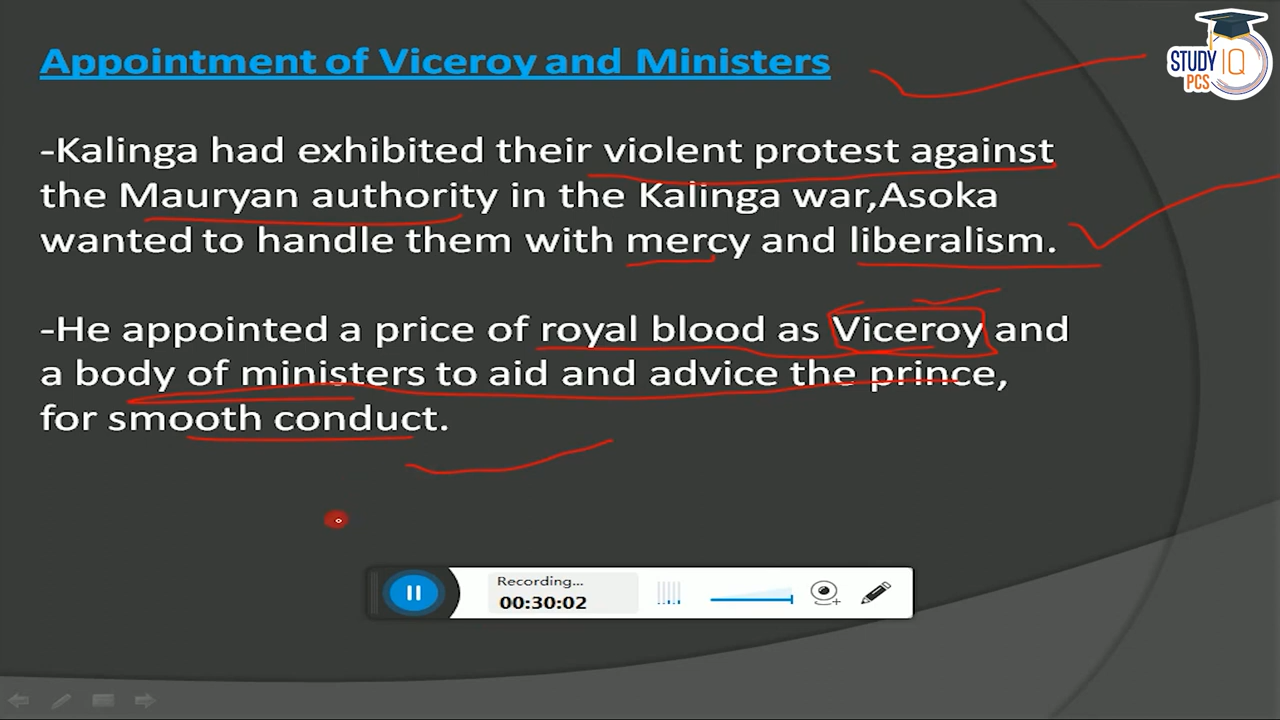 Appointment of Viceroy and Ministers
STUDY IQ
PCS
-Kalinga had exhibited their violent protest against
the Mauryan authority in the Kalinga war,Asoka
wanted to handle them with mercy and liberalism.
-He appointed a price of royal blood as Viceroy and
a body of ministers to aid and advice the prince,
for smooth conduct.
Recording...
00:30:02